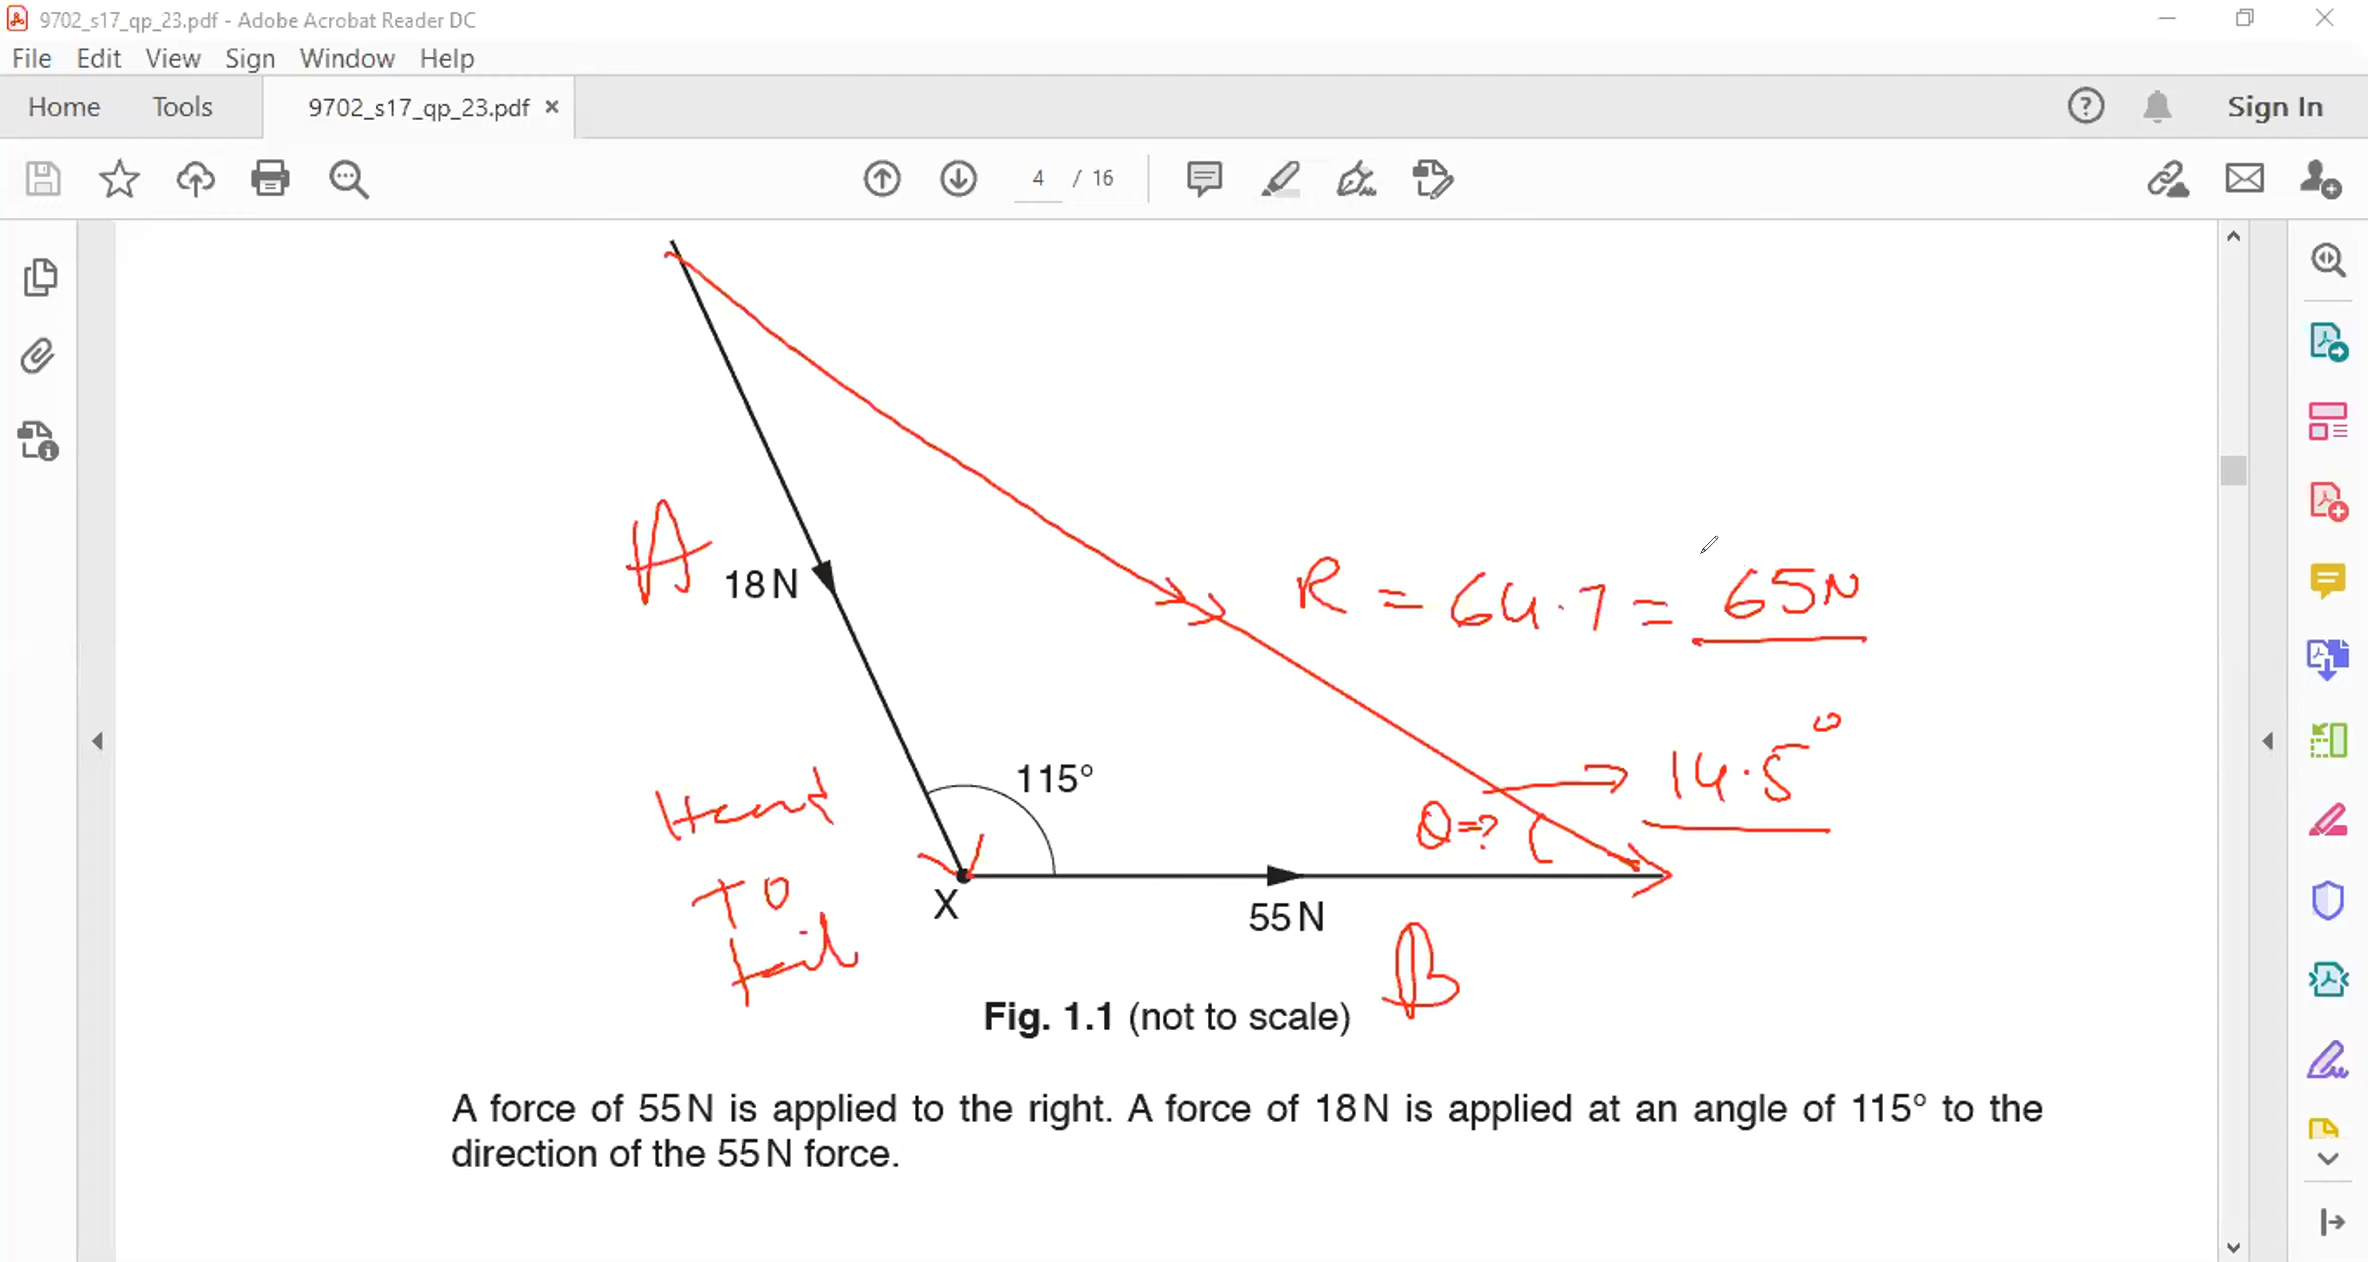 9702_s17_qp_23.pdf - Adobe Acrobat Reader DC
File Edit View Sign Window Help
Home Tools 9702_s17_qp_23.pdf × Sign In
4 / 16
A
18 N
R = 64.7 = 65N
14.5°
115°
θ=?
Head
To
tail
X
55 N
B
Fig. 1.1 (not to scale)
A force of 55 N is applied to the right. A force of 18 N is applied at an angle of 115° to the
direction of the 55 N force.